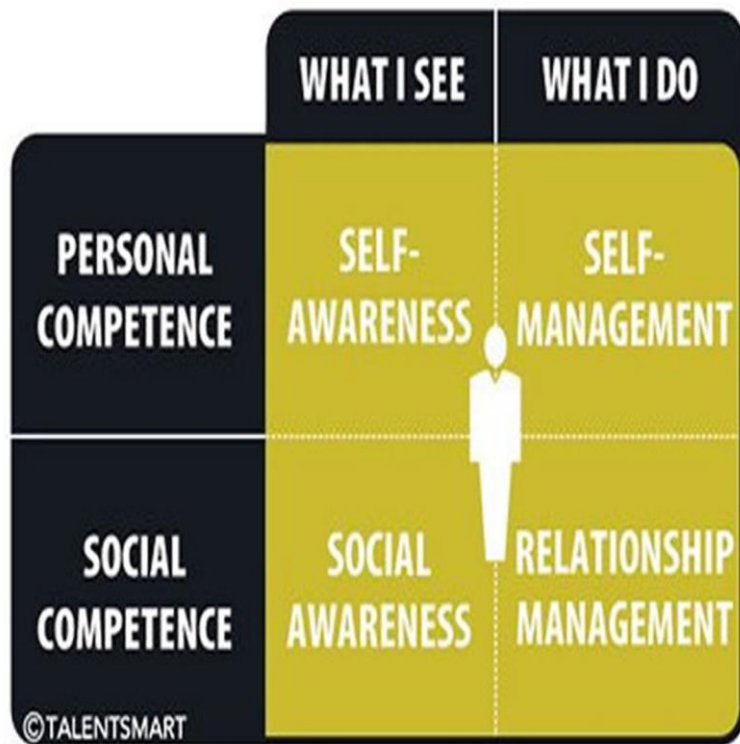 WHAT I SEE
WHAT I DO
PERSONAL
COMPETENCE
SELF-
AWARENESS
SELF-
MANAGEMENT
SOCIAL
COMPETENCE
SOCIAL
AWARENESS
RELATIONSHIP
MANAGEMENT
©TALENTSMART